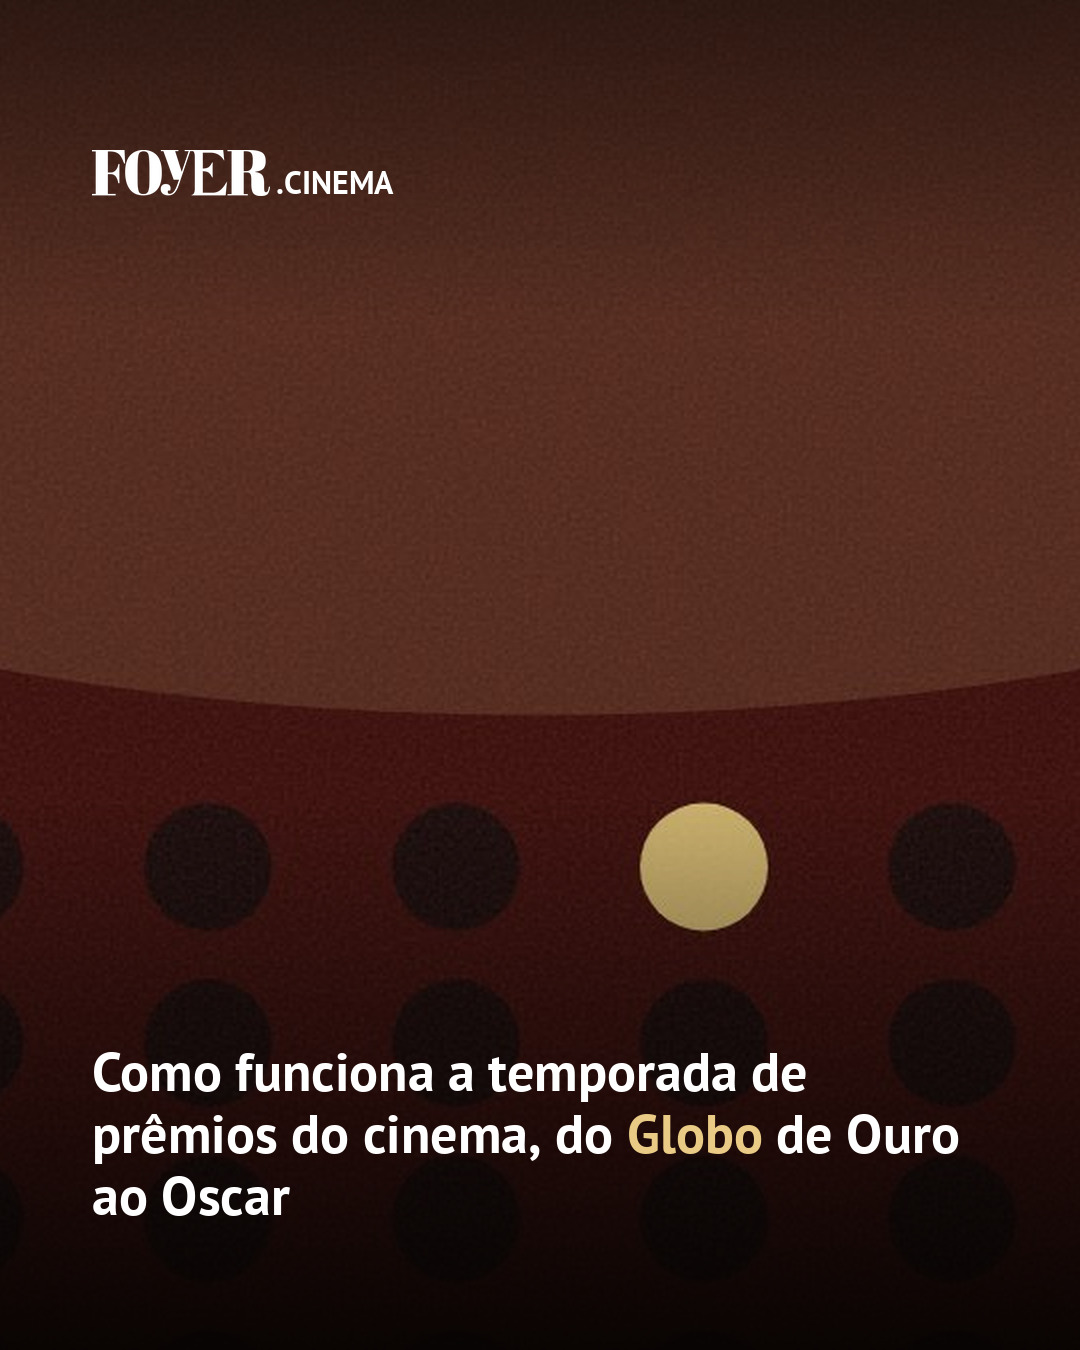 FOYER.CINEMA
Como funciona a temporada de
prêmios do cinema, do Globo de Ouro
ao Oscar